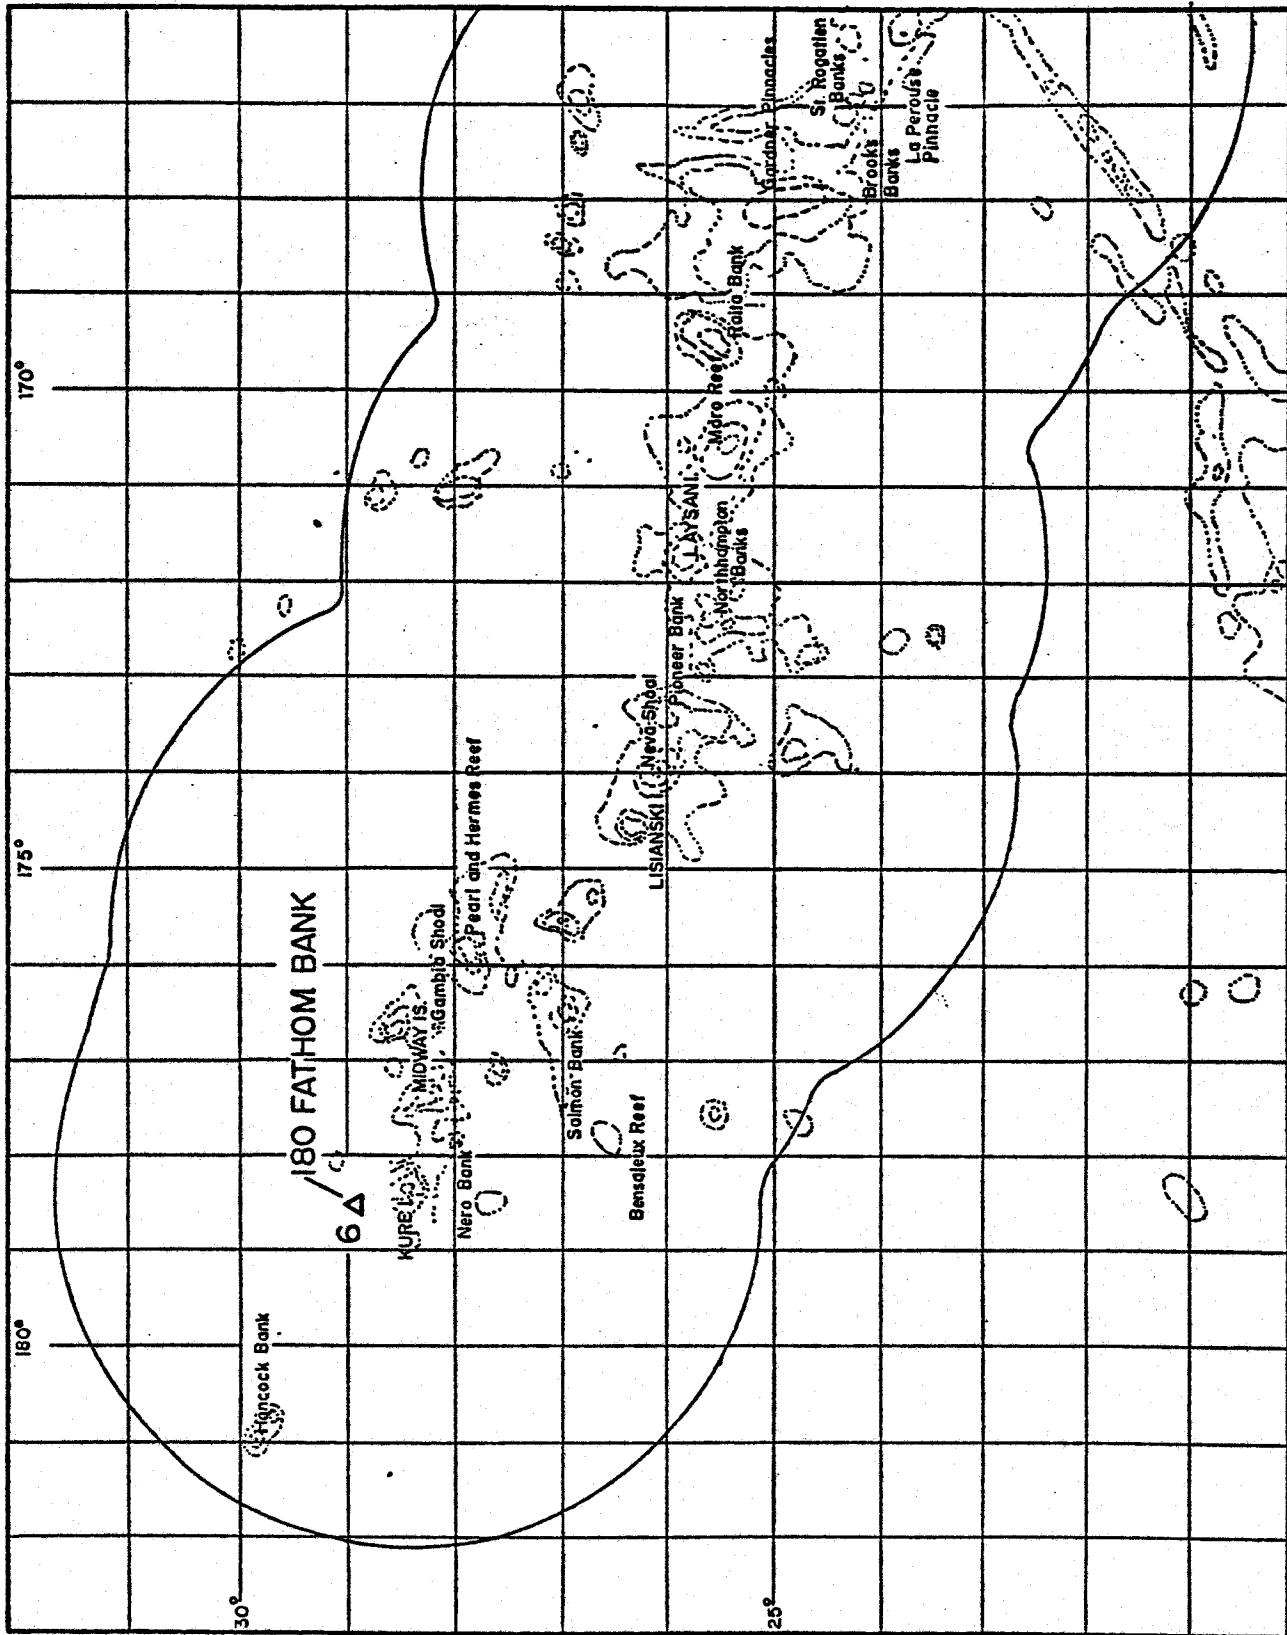 170°
175°
180°
30°
25°
180 FATHOM BANK
6
Hancock Bank
KURE I.
MIDWAY IS.
Gambia Shoal
Pearl and Hermes Reef
Nero Bank
Salmon Bank
Bensaleux Reef
LISIANSKI I.
Neva Shoal
Pioneer Bank
Northhampton
Banks
LAYSAN I.
Maro Reef
Raita Bank
Gardner Pinnacles
St. Rogatien
Banks
Brooks
Banks
La Perouse
Pinnacle